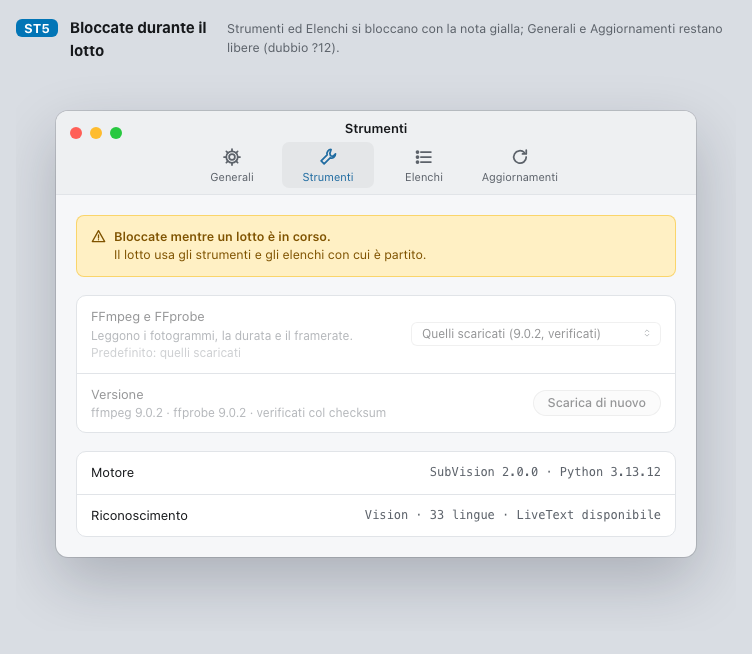 ST5
Bloccate durante il
lotto
Strumenti ed Elenchi si bloccano con la nota gialla; Generali e Aggiornamenti restano
libere (dubbio ?12).
Strumenti
Generali
Strumenti
Elenchi
Aggiornamenti
Bloccate mentre un lotto è in corso.
Il lotto usa gli strumenti e gli elenchi con cui è partito.
FFmpeg e FFprobe
Leggono i fotogrammi, la durata e il framerate.
Predefinito: quelli scaricati
Quelli scaricati (9.0.2, verificati)
Versione
ffmpeg 9.0.2 · ffprobe 9.0.2 · verificati col checksum
Scarica di nuovo
Motore
SubVision 2.0.0 · Python 3.13.12
Riconoscimento
Vision · 33 lingue · LiveText disponibile